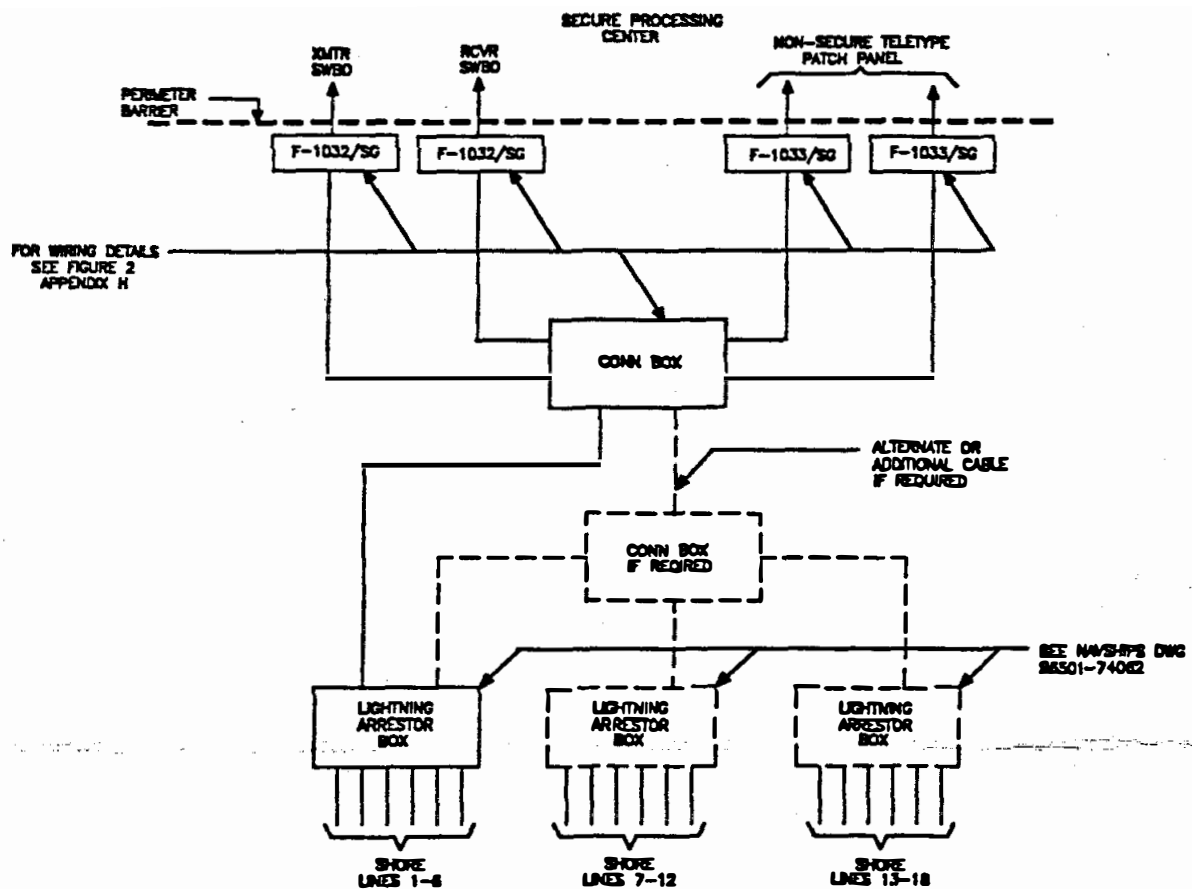 SECURE PROCESSING
CENTER
XMTR
SWBD
RCVR
SWBD
NON-SECURE TELETYPE
PATCH PANEL
PERIMETER
BARRIER
F-1032/SG
F-1032/SG
F-1033/SG
F-1033/SG
FOR WIRING DETAILS
SEE FIGURE 2
APPENDIX H
CONN BOX
ALTERNATE OR
ADDITIONAL CABLE
IF REQUIRED
CONN BOX
IF REQIRED
SEE NAVSHIPS DWG
LIGHTNING
ARRESTOR
BOX
LIGHTNING
ARRESTOR
BOX
LIGHTNING
ARRESTOR
BOX
SHORE
LINES 1-6
SHORE
LINES 7-12
SHORE
LINES 13-18